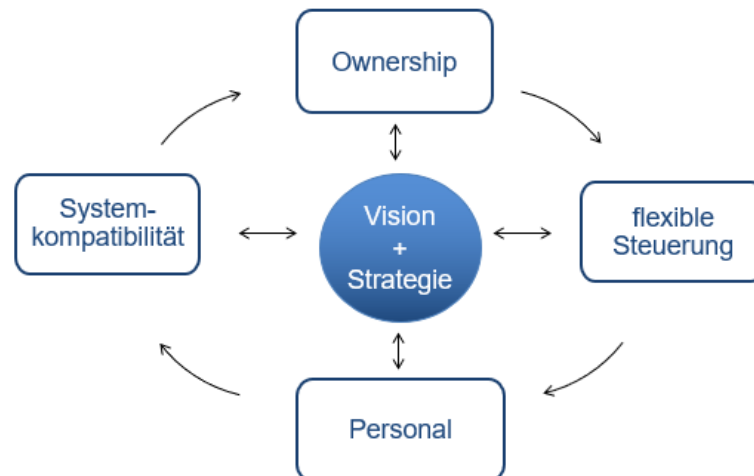 Ownership
System-
kompatibilität
Vision
+
Strategie
flexible
Steuerung
Personal